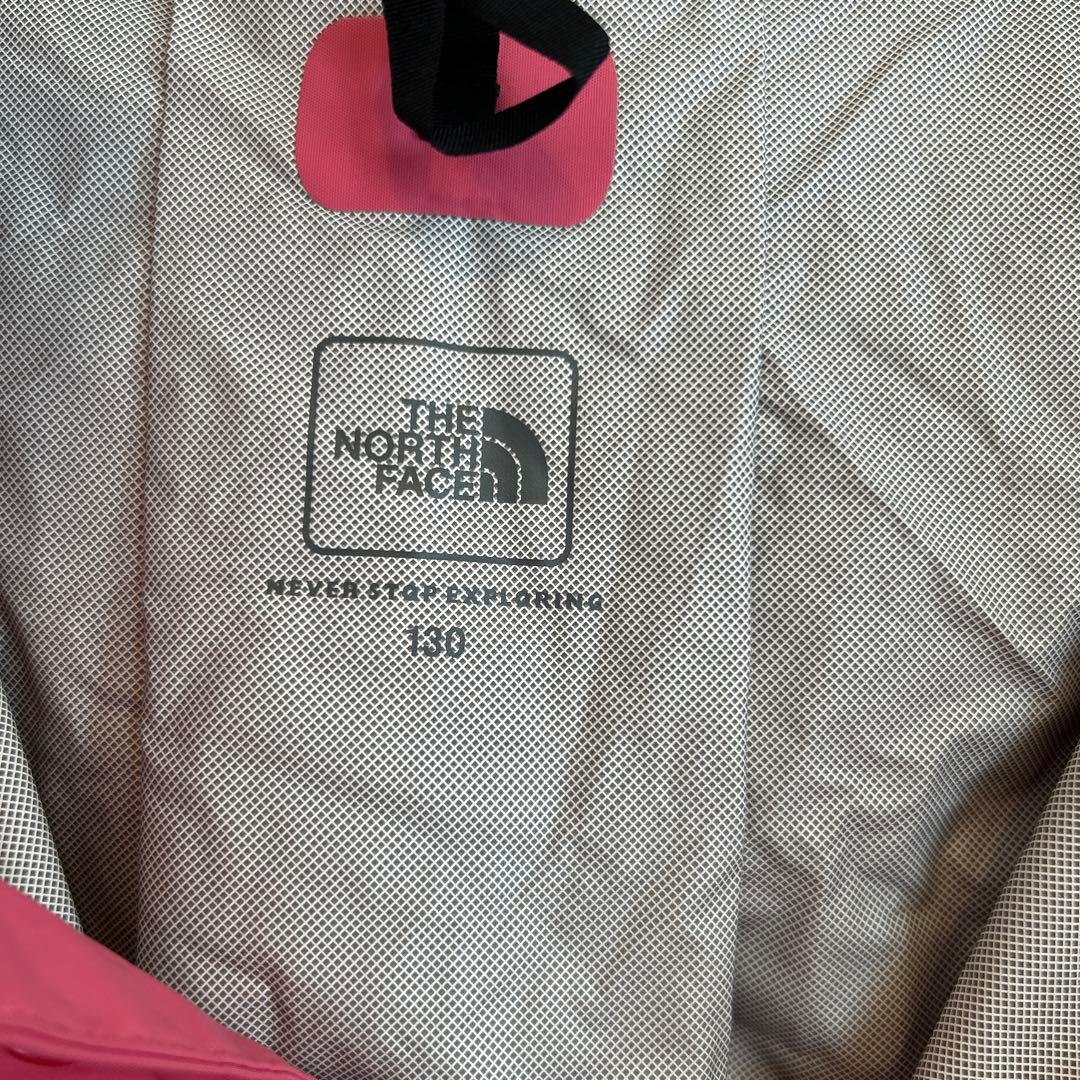 THE
NORTH
FACE
NEVER STOP EXPLORING
130